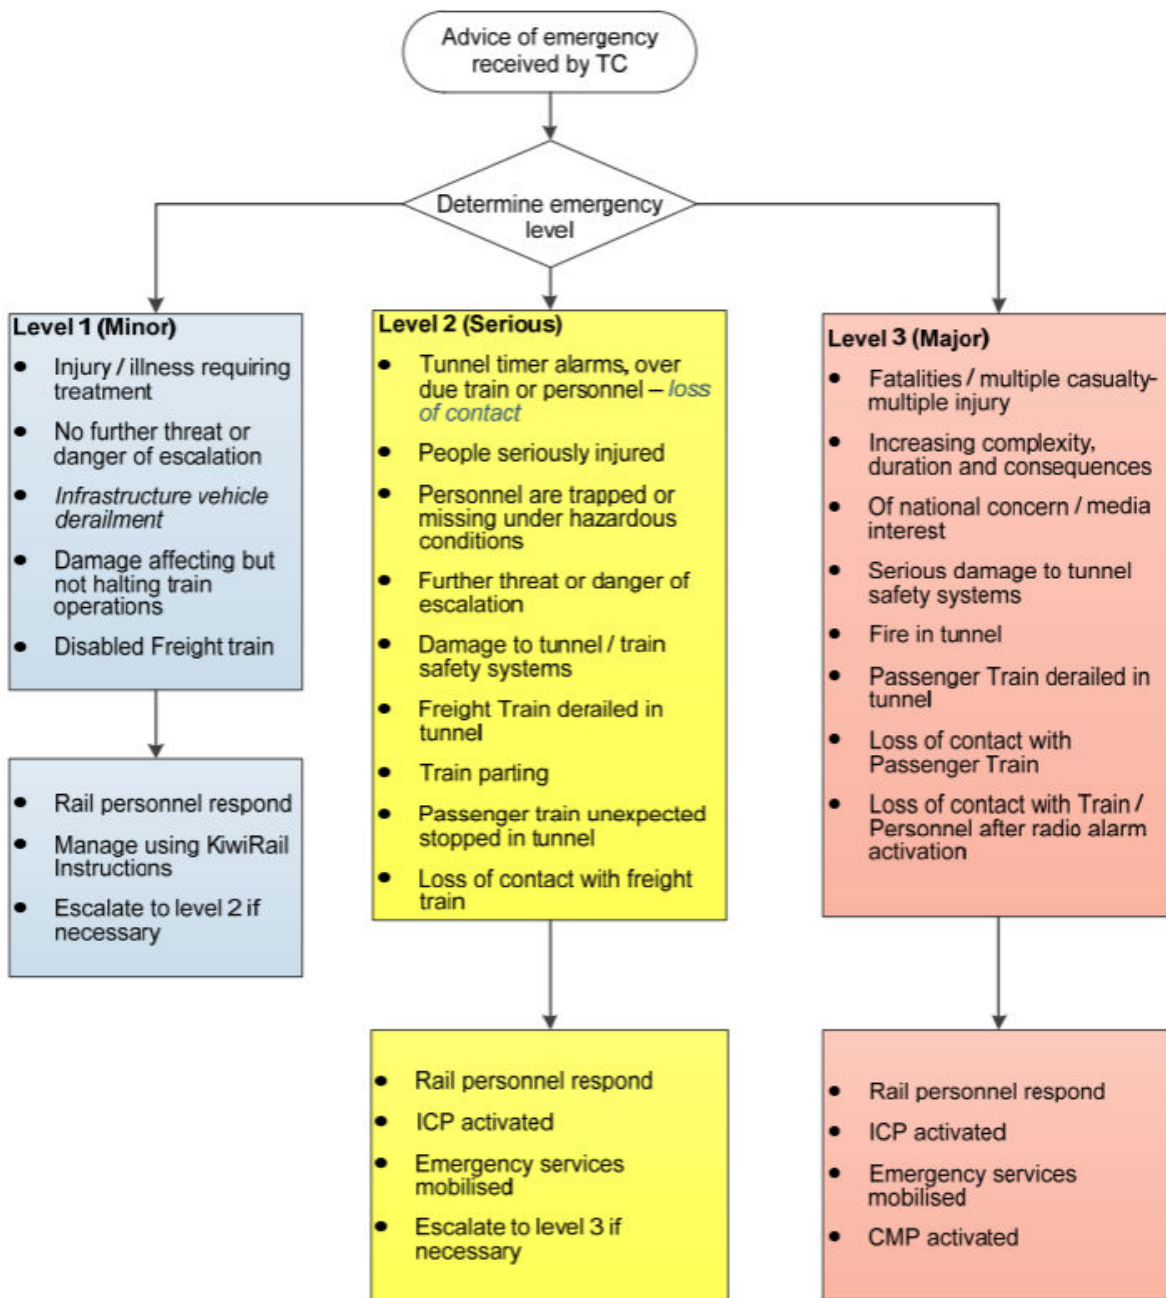 Advice of emergency
received by TC
Determine emergency
level
Level 1 (Minor)
• Injury / illness requiring
treatment
• No further threat or
danger of escalation
• Infrastructure vehicle
derailment
• Damage affecting but
not halting train
operations
• Disabled Freight train
• Rail personnel respond
• Manage using KiwiRail
Instructions
• Escalate to level 2 if
necessary
Level 2 (Serious)
• Tunnel timer alarms, over
due train or personnel – loss
of contact
• People seriously injured
• Personnel are trapped or
missing under hazardous
conditions
• Further threat or danger of
escalation
• Damage to tunnel / train
safety systems
• Freight Train derailed in
tunnel
• Train parting
• Passenger train unexpected
stopped in tunnel
• Loss of contact with freight
train
• Rail personnel respond
• ICP activated
• Emergency services
mobilised
• Escalate to level 3 if
necessary
Level 3 (Major)
• Fatalities / multiple casualty-
multiple injury
• Increasing complexity,
duration and consequences
• Of national concern / media
interest
• Serious damage to tunnel
safety systems
• Fire in tunnel
• Passenger Train derailed in
tunnel
• Loss of contact with
Passenger Train
• Loss of contact with Train /
Personnel after radio alarm
activation
• Rail personnel respond
• ICP activated
• Emergency services
mobilised
• CMP activated